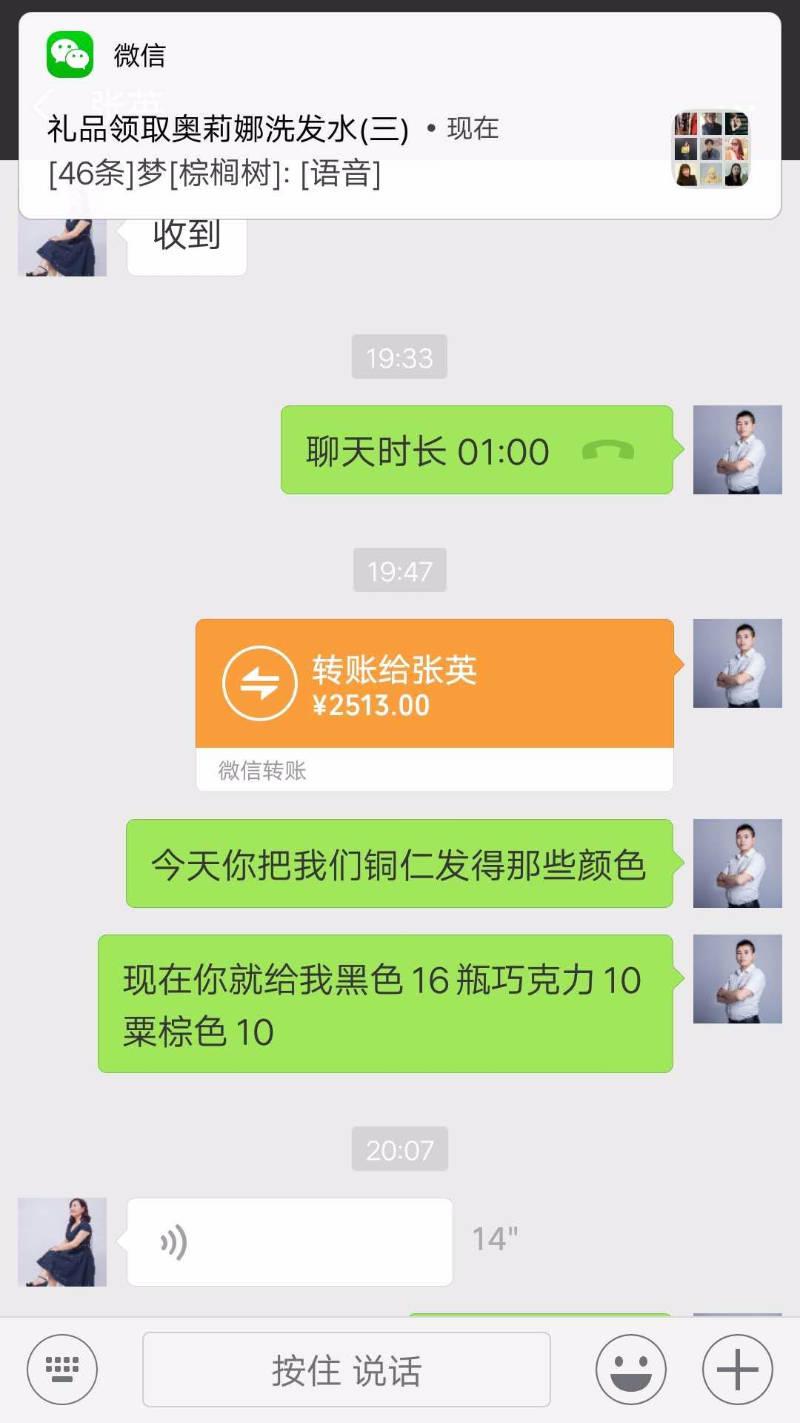 微信
张英
礼品领取奥莉娜洗发水(三) • 现在
[46条]梦[棕榈树]: [语音]
收到
19:33
聊天时长 01:00
19:47
转账给张英
¥2513.00
微信转账
今天你把我们铜仁发得那些颜色
现在你就给我黑色 16 瓶巧克力 10
粟棕色 10
20:07
14"
按住 说话